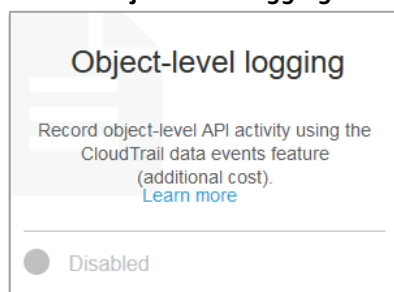 Object-level logging
Record object-level API activity using the
CloudTrail data events feature
(additional cost).
Learn more
Disabled